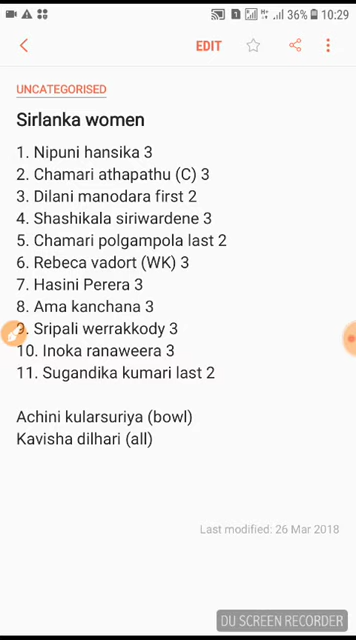 36% 10:29
EDIT
UNCATEGORISED
Sirlanka women
1. Nipuni hansika 3
2. Chamari athapathu (C) 3
3. Dilani manodara first 2
4. Shashikala siriwardene 3
5. Chamari polgampola last 2
6. Rebeca vadort (WK) 3
7. Hasini Perera 3
8. Ama kanchana 3
9. Sripali werrakkody 3
10. Inoka ranaweera 3
11. Sugandika kumari last 2
Achini kularsuriya (bowl)
Kavisha dilhari (all)
Last modified: 26 Mar 2018
DU SCREEN RECORDER